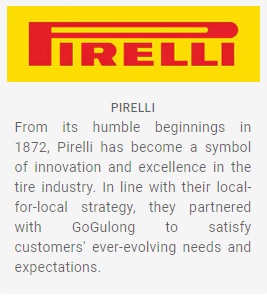 PIRELLI
PIRELLI
From its humble beginnings in
1872, Pirelli has become a symbol
of innovation and excellence in the
tire industry. In line with their local-
for-local strategy, they partnered
with GoGulong to satisfy
customers' ever-evolving needs and
expectations.